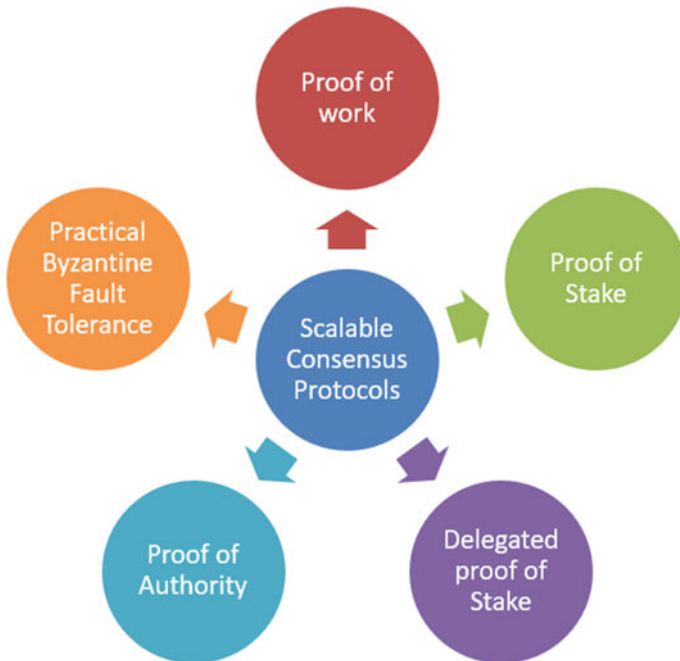 Proof of
work
Practical
Byzantine
Fault
Tolerance
Proof of
Stake
Scalable
Consensus
Protocols
Proof of
Authority
Delegated
proof of
Stake